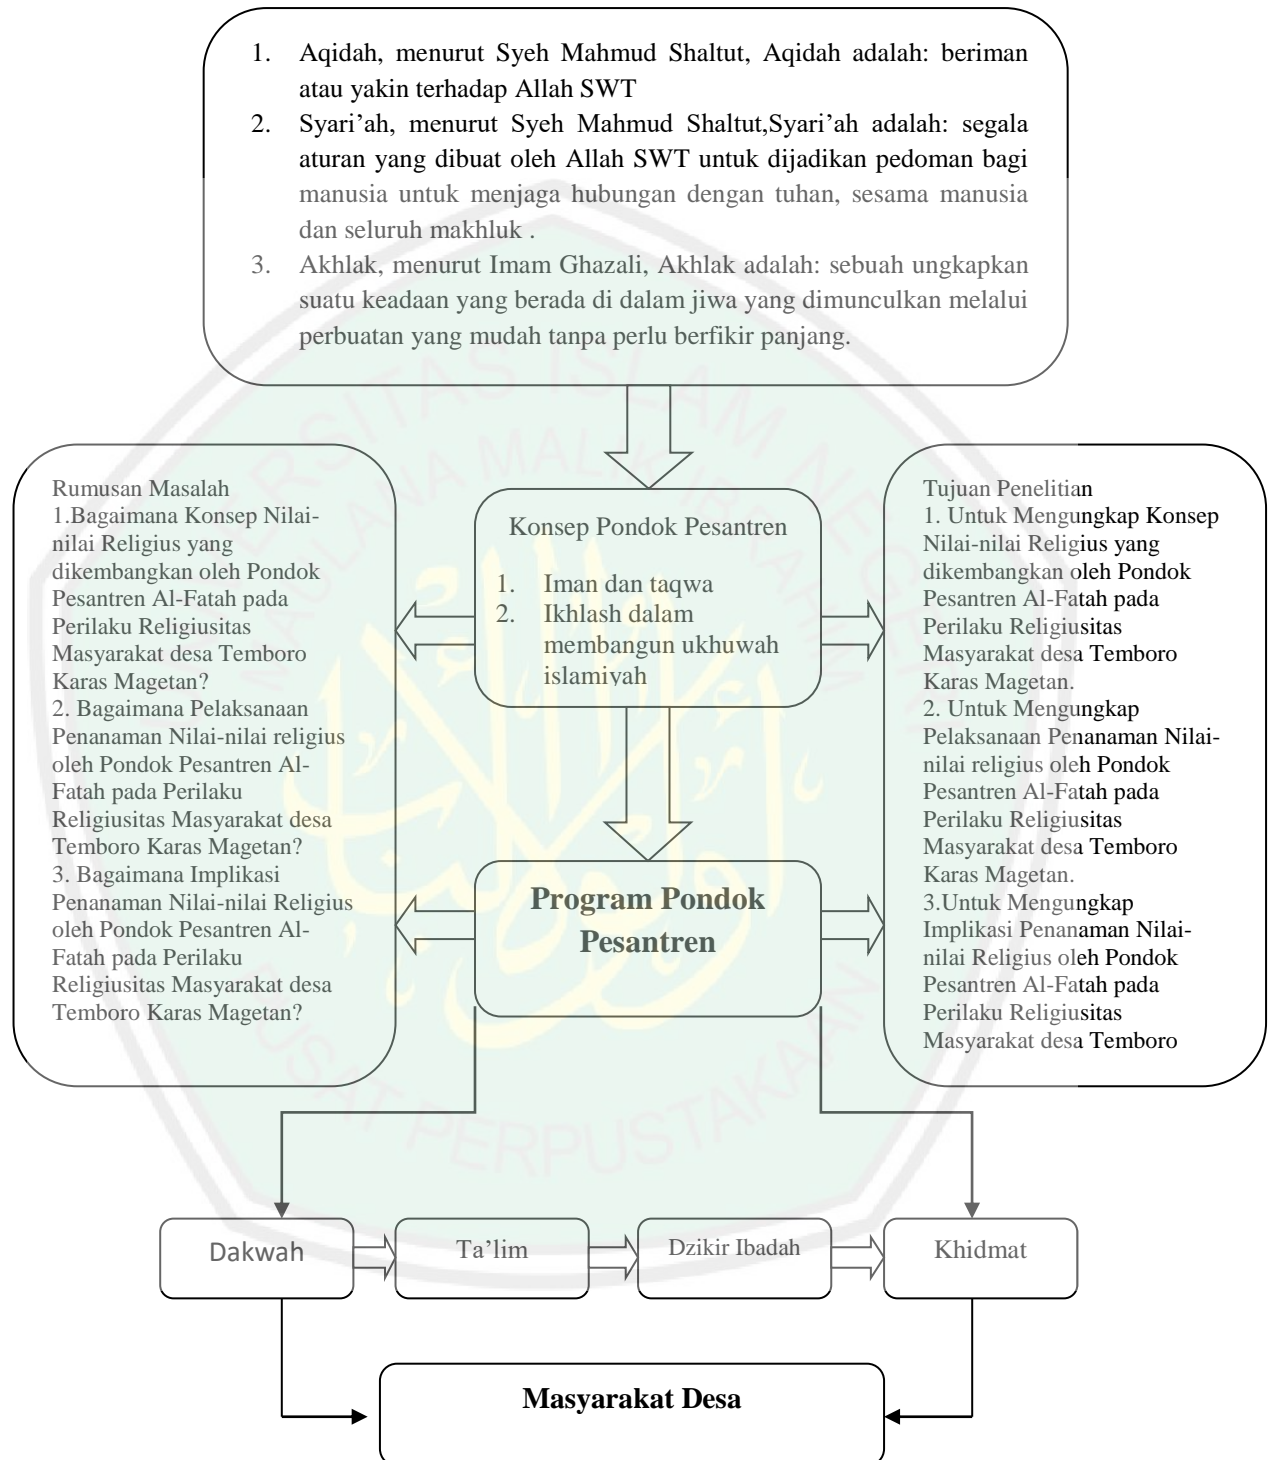 1. Aqidah, menurut Syeh Mahmud Shaltut, Aqidah adalah: beriman
atau yakin terhadap Allah SWT
2. Syari’ah, menurut Syeh Mahmud Shaltut,Syari’ah adalah: segala
aturan yang dibuat oleh Allah SWT untuk dijadikan pedoman bagi
manusia untuk menjaga hubungan dengan tuhan, sesama manusia
dan seluruh makhluk .
3. Akhlak, menurut Imam Ghazali, Akhlak adalah: sebuah ungkapkan
suatu keadaan yang berada di dalam jiwa yang dimunculkan melalui
perbuatan yang mudah tanpa perlu berfikir panjang.
Rumusan Masalah
1.Bagaimana Konsep Nilai-
nilai Religius yang
dikembangkan oleh Pondok
Pesantren Al-Fatah pada
Perilaku Religiusitas
Masyarakat desa Temboro
Karas Magetan?
2. Bagaimana Pelaksanaan
Penanaman Nilai-nilai religius
oleh Pondok Pesantren Al-
Fatah pada Perilaku
Religiusitas Masyarakat desa
Temboro Karas Magetan?
3. Bagaimana Implikasi
Penanaman Nilai-nilai Religius
oleh Pondok Pesantren Al-
Fatah pada Perilaku
Religiusitas Masyarakat desa
Temboro Karas Magetan?
Konsep Pondok Pesantren
1. Iman dan taqwa
2. Ikhlash dalam
membangun ukhuwah
islamiyah
Program Pondok
Pesantren
Tujuan Penelitian
1. Untuk Mengungkap Konsep
Nilai-nilai Religius yang
dikembangkan oleh Pondok
Pesantren Al-Fatah pada
Perilaku Religiusitas
Masyarakat desa Temboro
Karas Magetan.
2. Untuk Mengungkap
Pelaksanaan Penanaman Nilai-
nilai religius oleh Pondok
Pesantren Al-Fatah pada
Perilaku Religiusitas
Masyarakat desa Temboro
Karas Magetan.
3.Untuk Mengungkap
Implikasi Penanaman Nilai-
nilai Religius oleh Pondok
Pesantren Al-Fatah pada
Perilaku Religiusitas
Masyarakat desa Temboro
Dakwah
Ta’lim
Dzikir Ibadah
Khidmat
Masyarakat Desa
UNIVERSITAS ISLAM NEGERI
MAULANA MALIK IBRAHIM
PUSAT PERPUSTAKAAN